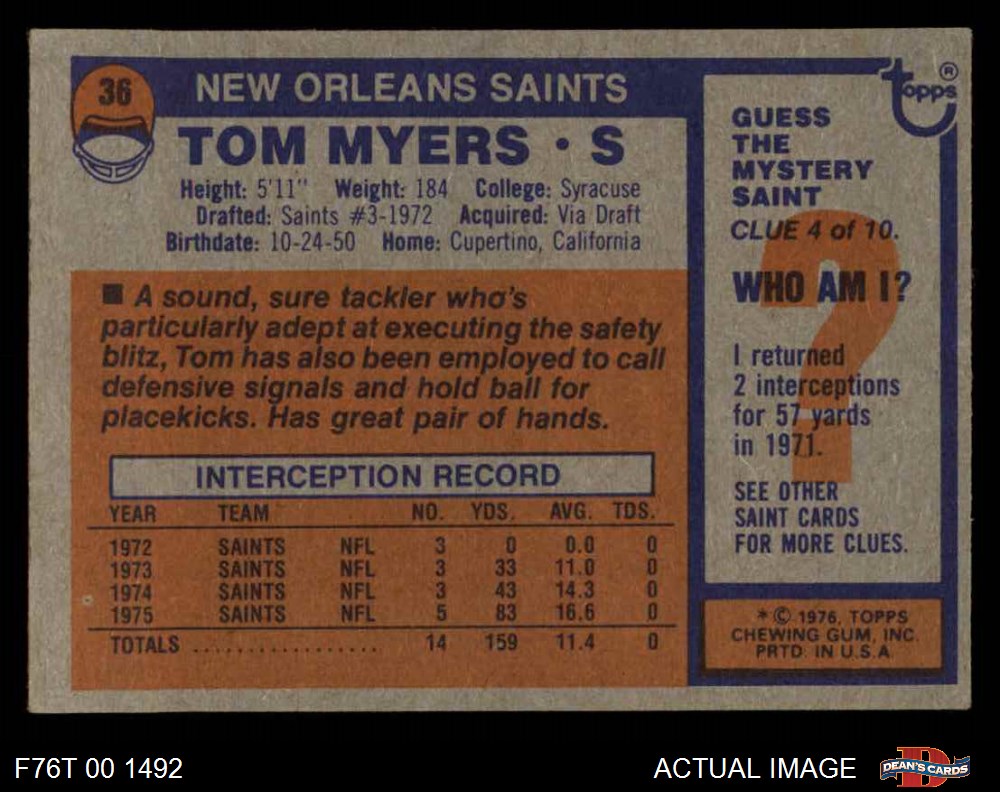 36
NEW ORLEANS SAINTS
TOM MYERS • S
Height: 5'11" Weight: 184 College: Syracuse
Drafted: Saints #3-1972 Acquired: Via Draft
Birthdate: 10-24-50 Home: Cupertino, California
■ A sound, sure tackler who's
particularly adept at executing the safety
blitz, Tom has also been employed to call
defensive signals and hold ball for
placekicks. Has great pair of hands.
INTERCEPTION RECORD
YEAR TEAM NO. YDS. AVG. TDS.
1972 SAINTS NFL 3 0 0.0 0
1973 SAINTS NFL 3 33 11.0 0
1974 SAINTS NFL 3 43 14.3 0
1975 SAINTS NFL 5 83 16.6 0
TOTALS .................. 14 159 11.4 0
topps®
GUESS
THE
MYSTERY
SAINT
CLUE 4 of 10.
WHO AM I?
?
I returned
2 interceptions
for 57 yards
in 1971.
SEE OTHER
SAINT CARDS
FOR MORE CLUES.
* © 1976, TOPPS
CHEWING GUM, INC.
PRTD. IN U.S.A.
F76T 00 1492
ACTUAL IMAGE
D
DEAN'S CARDS